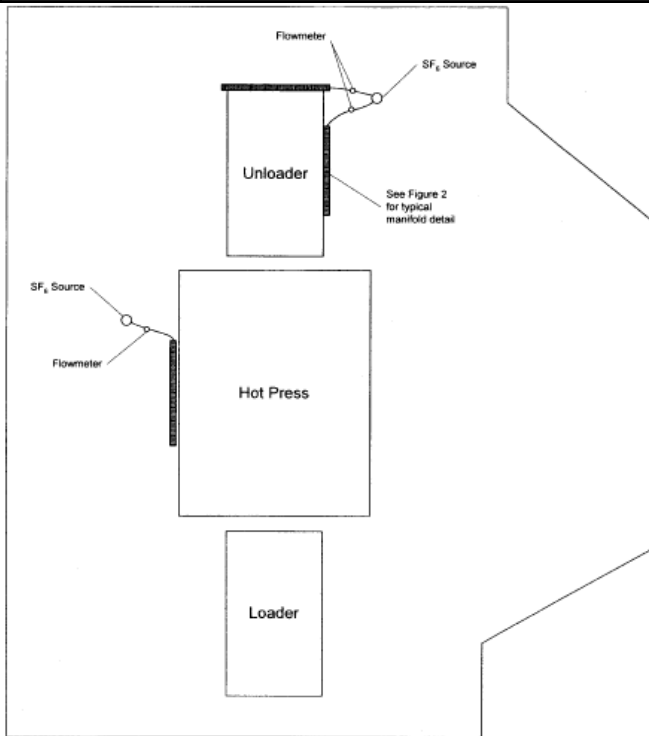 Flowmeter
SF₆ Source
Unloader
See Figure 2
for typical
manifold detail
SF₆ Source
Flowmeter
Hot Press
Loader